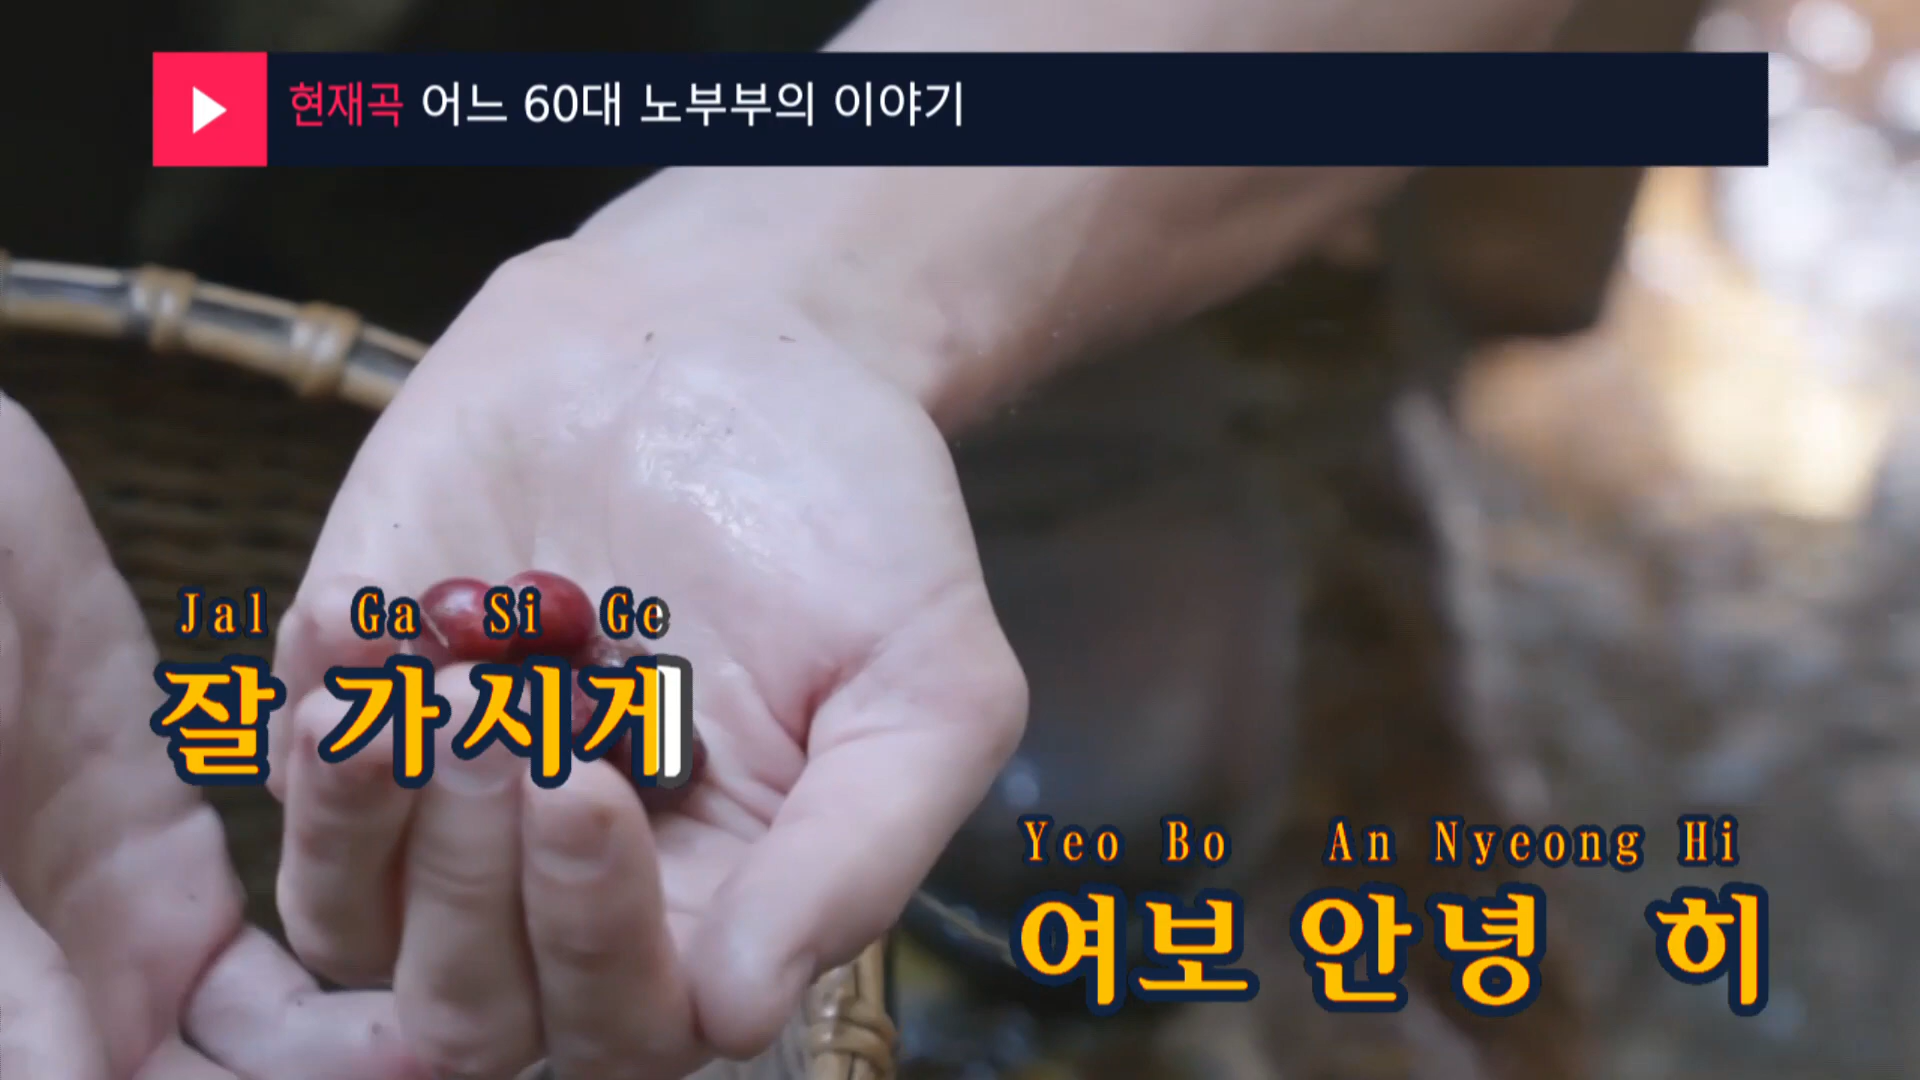 현재곡 어느 60대 노부부의 이야기
Jal Ga Si Ge
잘 가시게
Yeo Bo An Nyeong Hi
여보 안녕 히